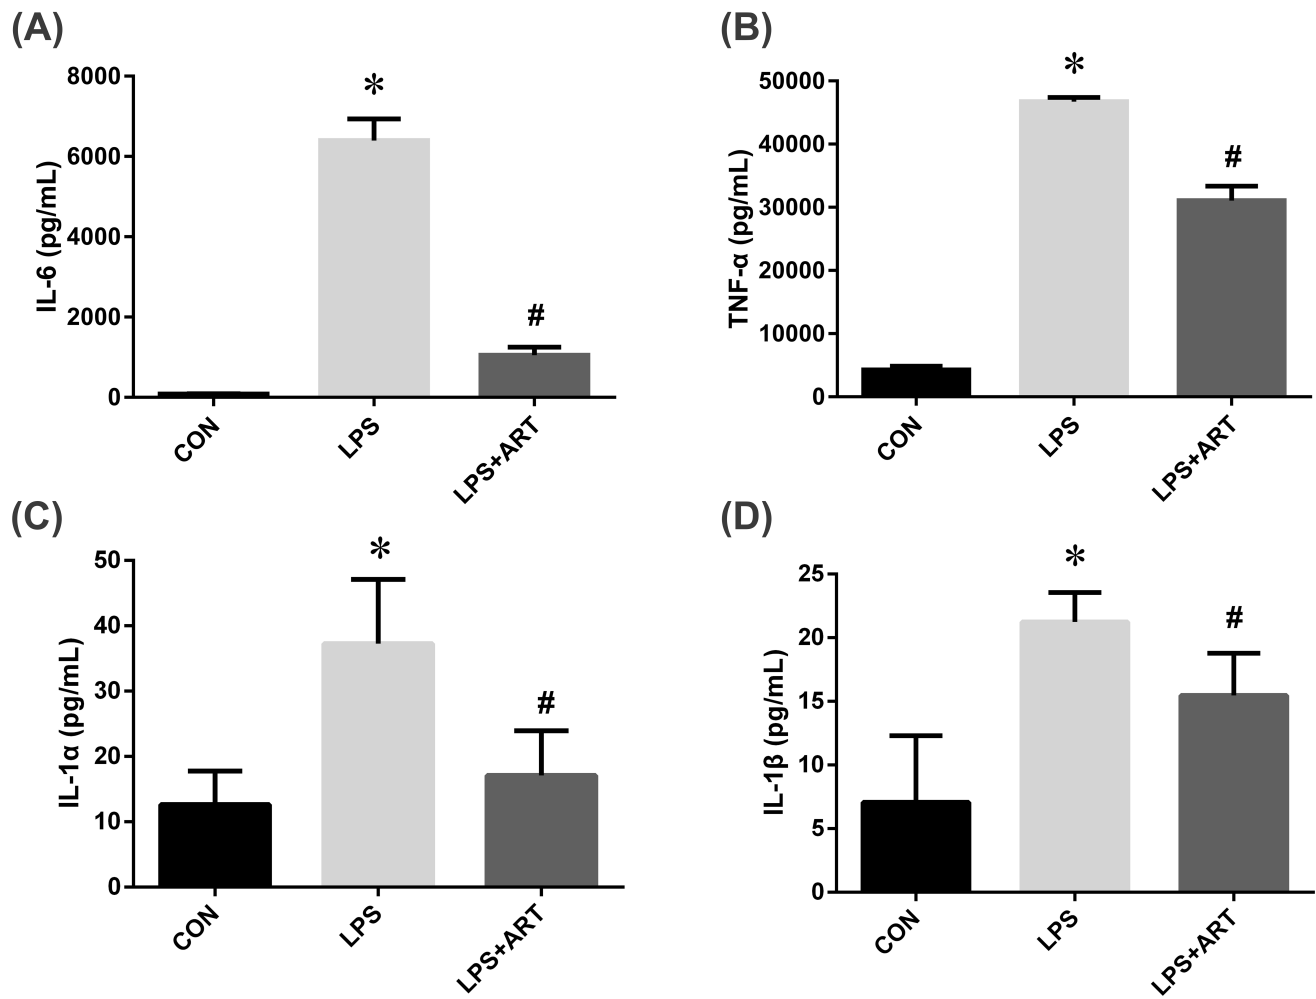 (A)
IL-6 (pg/mL)
8000
6000
4000
2000
0
*
#
CON
LPS
LPS+ART
(B)
TNF-α (pg/mL)
50000
40000
30000
20000
10000
0
*
#
CON
LPS
LPS+ART
(C)
IL-1α (pg/mL)
50
40
30
20
10
0
*
#
CON
LPS
LPS+ART
(D)
IL-1β (pg/mL)
25
20
15
10
5
0
*
#
CON
LPS
LPS+ART